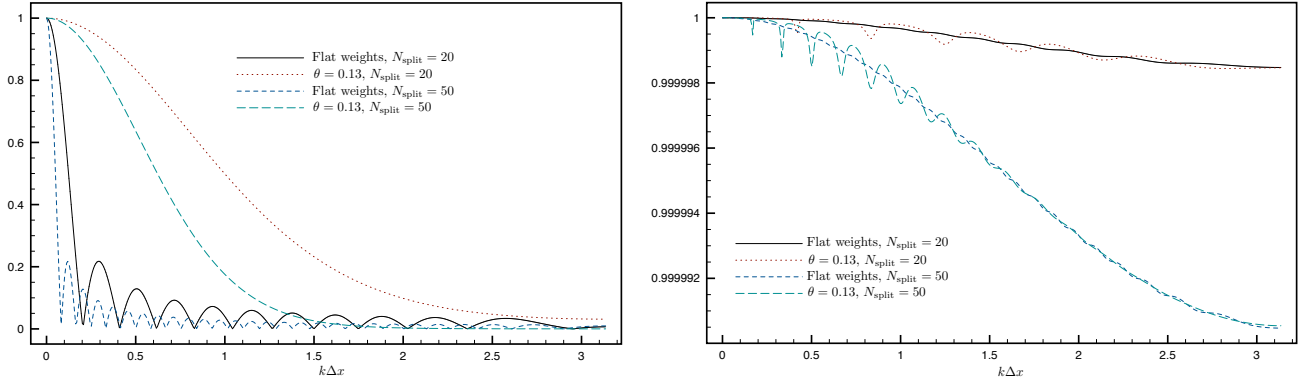 1
0.8
0.6
0.4
0.2
0
0
0.5
1
1.5
2
2.5
3
kΔx
Flat weights, N_split = 20
θ = 0.13, N_split = 20
Flat weights, N_split = 50
θ = 0.13, N_split = 50
1
0.999998
0.999996
0.999994
0.999992
0
0.5
1
1.5
2
2.5
3
kΔx
Flat weights, N_split = 20
θ = 0.13, N_split = 20
Flat weights, N_split = 50
θ = 0.13, N_split = 50